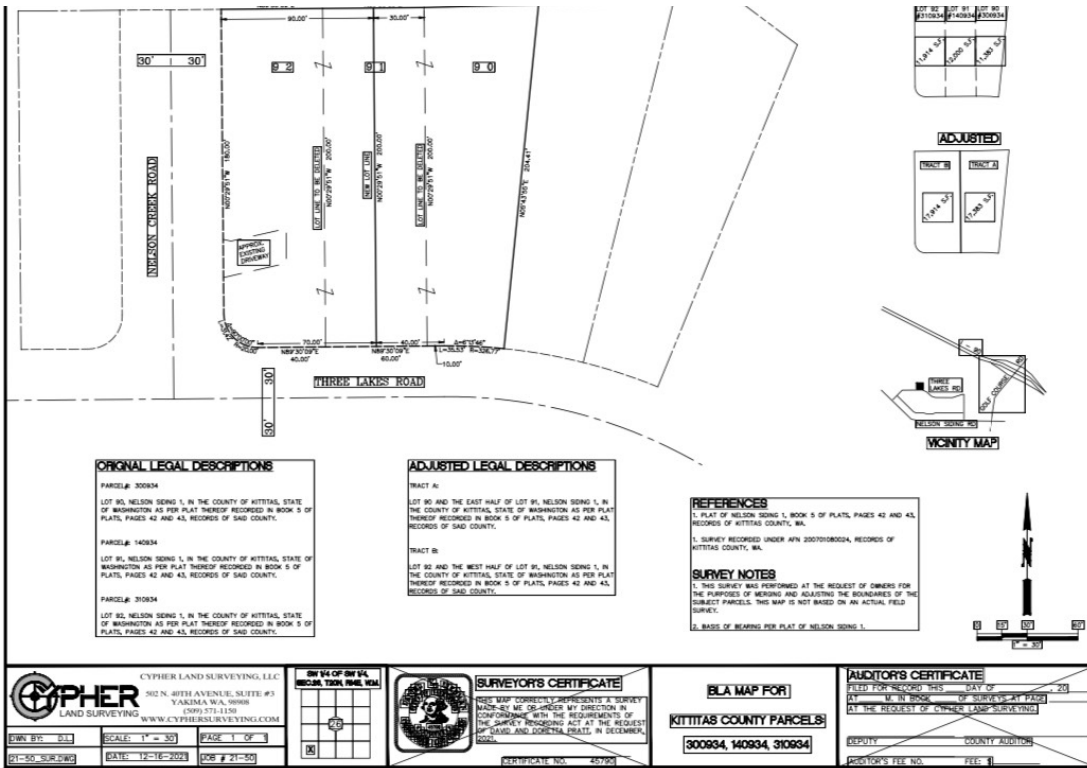 90.00'
30.00'
LOT 92
LOT 91
LOT 90
#310934
#140934
#300934
11,914 S.F.
12,000 S.F.
11,383 S.F.
30'
30'
92
91
90
NELSON CREEK ROAD
N00°29'51"W 180.00'
LOT LINE TO BE DELETED
N00°29'51"W 200.00'
NEW LOT LINE
N00°29'51"W 200.00'
LOT LINE TO BE DELETED
N00°29'51"W 200.00'
N05°43'55"E 204.41'
APPROX.
EXISTING
DRIVEWAY
ADJUSTED
TRACT B
TRACT A
17,914 S.F.
17,383 S.F.
70.00'
40.00'
N89°30'09"E
40.00'
N89°30'09"E
60.00'
L=35.53'
10.00'
THREE LAKES ROAD
30'
30'
THREE
LAKES RD
GOLF COURSE RD
NELSON SIDING RD
VICINITY MAP
ORIGNAL LEGAL DESCRIPTIONS
PARCEL#: 300934
LOT 90, NELSON SIDING 1, IN THE COUNTY OF KITTITAS, STATE
OF WASHINGTON AS PER PLAT THEREOF RECORDED IN BOOK 5 OF
PLATS, PAGES 42 AND 43, RECORDS OF SAID COUNTY.
PARCEL#: 140934
LOT 91, NELSON SIDING 1, IN THE COUNTY OF KITTITAS, STATE OF
WASHINGTON AS PER PLAT THEREOF RECORDED IN BOOK 5 OF
PLATS, PAGES 42 AND 43, RECORDS OF SAID COUNTY.
PARCEL#: 310934
LOT 92, NELSON SIDING 1, IN THE COUNTY OF KITTITAS, STATE
OF WASHINGTON AS PER PLAT THEREOF RECORDED IN BOOK 5 OF
PLATS, PAGES 42 AND 43, RECORDS OF SAID COUNTY.
ADJUSTED LEGAL DESCRIPTIONS
TRACT A:
LOT 90 AND THE EAST HALF OF LOT 91, NELSON SIDING 1, IN
THE COUNTY OF KITTITAS, STATE OF WASHINGTON AS PER PLAT
THEREOF RECORDED IN BOOK 5 OF PLATS, PAGES 42 AND 43,
RECORDS OF SAID COUNTY.
TRACT B:
LOT 92 AND THE WEST HALF OF LOT 91, NELSON SIDING 1, IN
THE COUNTY OF KITTITAS, STATE OF WASHINGTON AS PER PLAT
THEREOF RECORDED IN BOOK 5 OF PLATS, PAGES 42 AND 43,
RECORDS OF SAID COUNTY.
REFERENCES
1. PLAT OF NELSON SIDING 1, BOOK 5 OF PLATS, PAGES 42 AND 43,
RECORDS OF KITTITAS COUNTY, WA.
1. SURVEY RECORDED UNDER AFN 200701080024, RECORDS OF
KITTITAS COUNTY, WA.
SURVEY NOTES
1. THIS SURVEY WAS PERFORMED AT THE REQUEST OF OWNERS FOR
THE PURPOSES OF MERGING AND ADJUSTING THE BOUNDARIES OF THE
SUBJECT PARCELS. THIS MAP IS NOT BASED ON AN ACTUAL FIELD
SURVEY.
2. BASIS OF BEARING PER PLAT OF NELSON SIDING 1.
N
0 15' 30' 60'
1" = 30'
CYPHER
LAND SURVEYING
CYPHER LAND SURVEYING, LLC
502 N. 40TH AVENUE, SUITE #3
YAKIMA WA, 98908
(509) 571-1150
WWW.CYPHERSURVEYING.COM
DWN BY: D.L.
SCALE: 1" = 30'
PAGE 1 OF 1
21-50_SUR.DWG
DATE: 12-16-2021
JOB # 21-50
SW 1/4 OF SW 1/4,
26
X
SURVEYOR'S CERTIFICATE
THIS MAP CORRECTLY REPRESENTS A SURVEY
MADE BY ME OR UNDER MY DIRECTION IN
CONFORMANCE WITH THE REQUIREMENTS OF
THE SURVEY RECORDING ACT AT THE REQUEST
OF DAVID AND DORETTA PRATT, IN DECEMBER,
2021.
CERTIFICATE NO. 45790
BLA MAP FOR
KITTITAS COUNTY PARCELS:
300934, 140934, 310934
AUDITOR'S CERTIFICATE
FILED FOR RECORD THIS DAY OF , 20
AT M. IN BOOK OF SURVEYS AT PAGE
AT THE REQUEST OF CYPHER LAND SURVEYING.
DEPUTY COUNTY AUDITOR
AUDITOR'S FEE NO. FEE: $